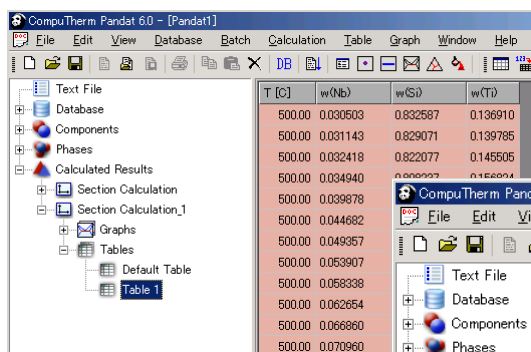 CompuTherm Pandat 6.0 - [Pandat1]
File Edit View Database Batch Calculation Table Graph Window Help
DB 123
Text File
Database
Components
Phases
Calculated Results
Section Calculation
Section Calculation_1
Graphs
Tables
Default Table
Table 1
T [C] w(Nb) w(Si) w(Ti)
500.00 0.030503 0.832587 0.136910
500.00 0.031143 0.829071 0.139785
500.00 0.032418 0.822077 0.145505
500.00 0.034940
500.00 0.039878
500.00 0.044682
500.00 0.049357
500.00 0.053907
500.00 0.058338
500.00 0.062654
500.00 0.066860
500.00 0.070960
CompuTherm Pand
File Edit Vi
Text File
Database
Components
Phases